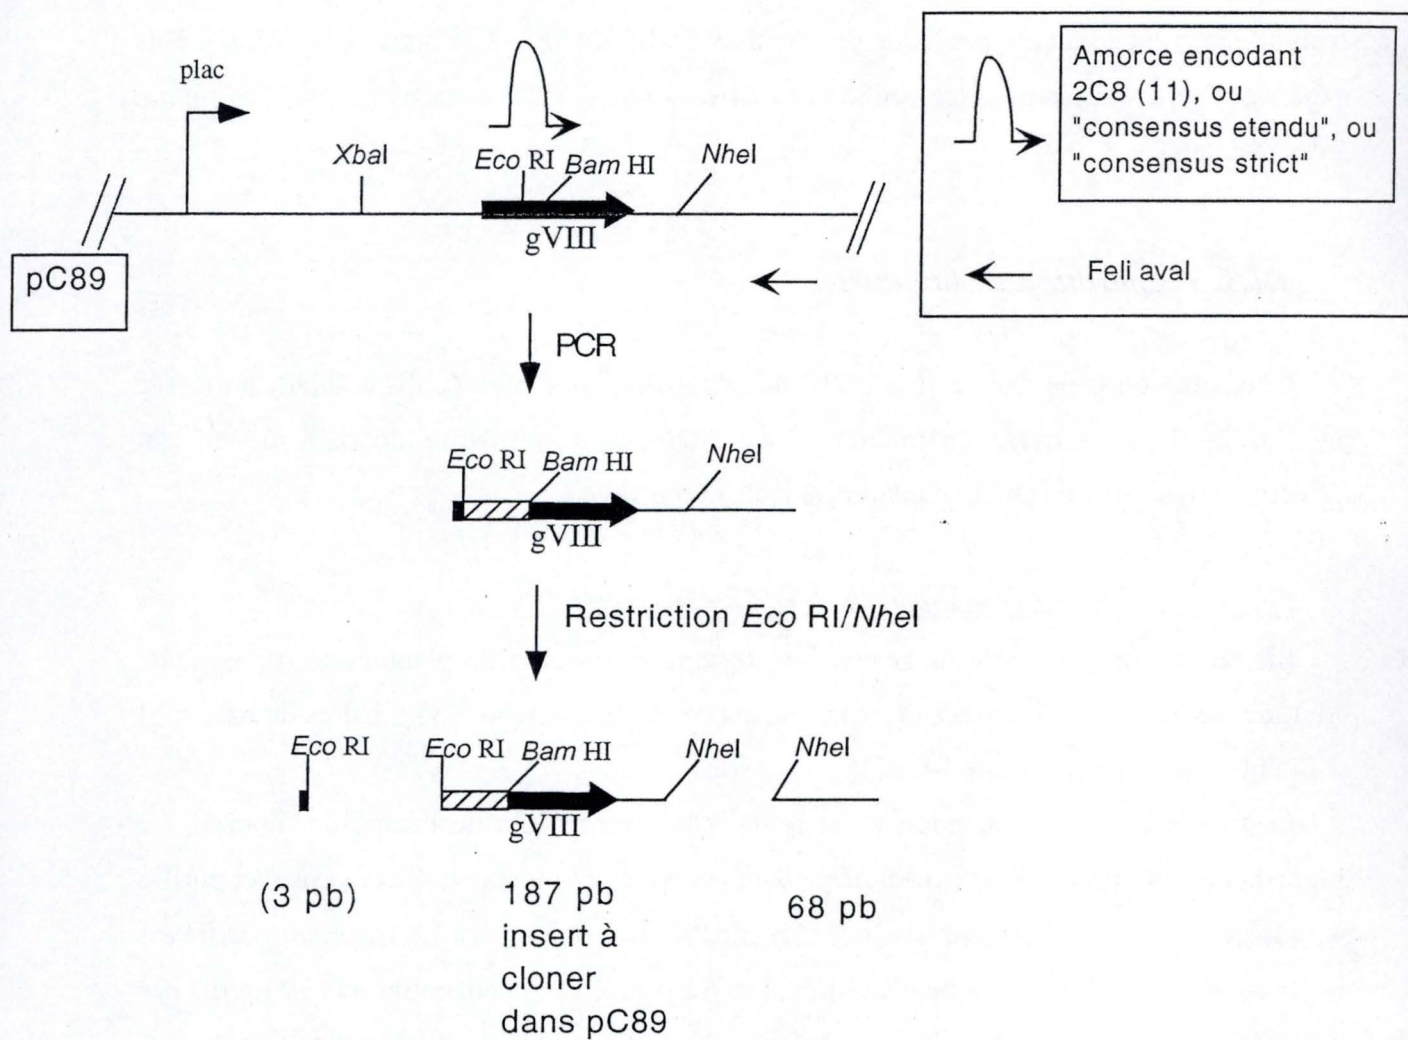 plac
XbaI
Eco RI
Bam HI
NheI
gVIII
pC89
Amorce encodant
2C8 (11), ou
"consensus etendu", ou
"consensus strict"
Feli aval
PCR
Eco RI
Bam HI
NheI
gVIII
Restriction Eco RI/NheI
Eco RI
Eco RI
Bam HI
NheI
NheI
gVIII
(3 pb)
187 pb
insert à
cloner
dans pC89
68 pb